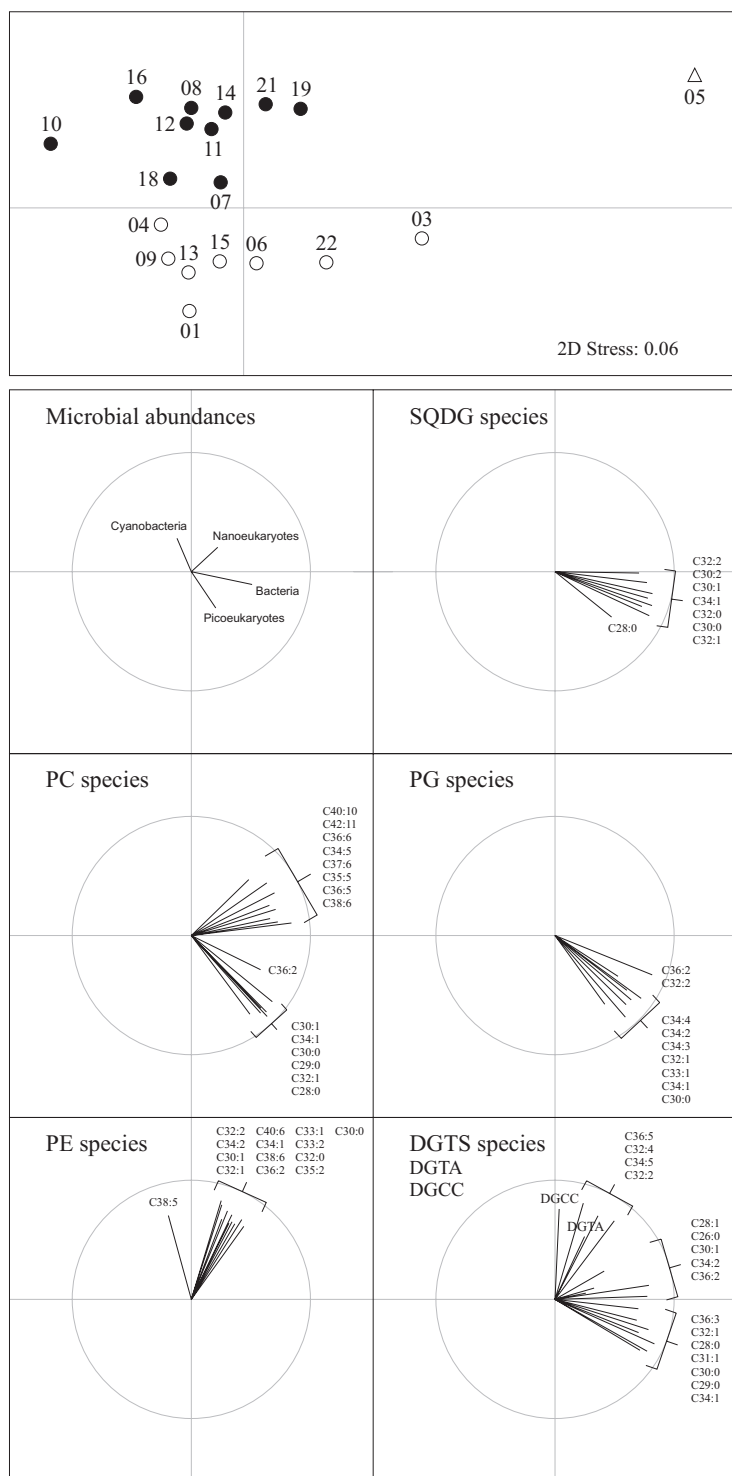 16
08
14
21
19
05
10
12
11
18
07
04
03
09
13
15
06
22
01
2D Stress: 0.06
Microbial abundances
Cyanobacteria
Nanoeukaryotes
Bacteria
Picoeukaryotes
SQDG species
C32:2
C30:2
C30:1
C34:1
C32:0
C30:0
C32:1
C28:0
PC species
C40:10
C42:11
C36:6
C34:5
C37:6
C35:5
C36:5
C38:6
C36:2
C30:1
C34:1
C30:0
C29:0
C32:1
C28:0
PG species
C36:2
C32:2
C34:4
C34:2
C34:3
C32:1
C33:1
C34:1
C30:0
PE species
C32:2 C40:6 C33:1 C30:0
C34:2 C34:1 C33:2
C30:1 C38:6 C32:0
C32:1 C36:2 C35:2
C38:5
DGTS species
DGTA
DGCC
C36:5
C32:4
C34:5
C32:2
DGCC
DGTA
C28:1
C26:0
C30:1
C34:2
C36:2
C36:3
C32:1
C28:0
C31:1
C30:0
C29:0
C34:1